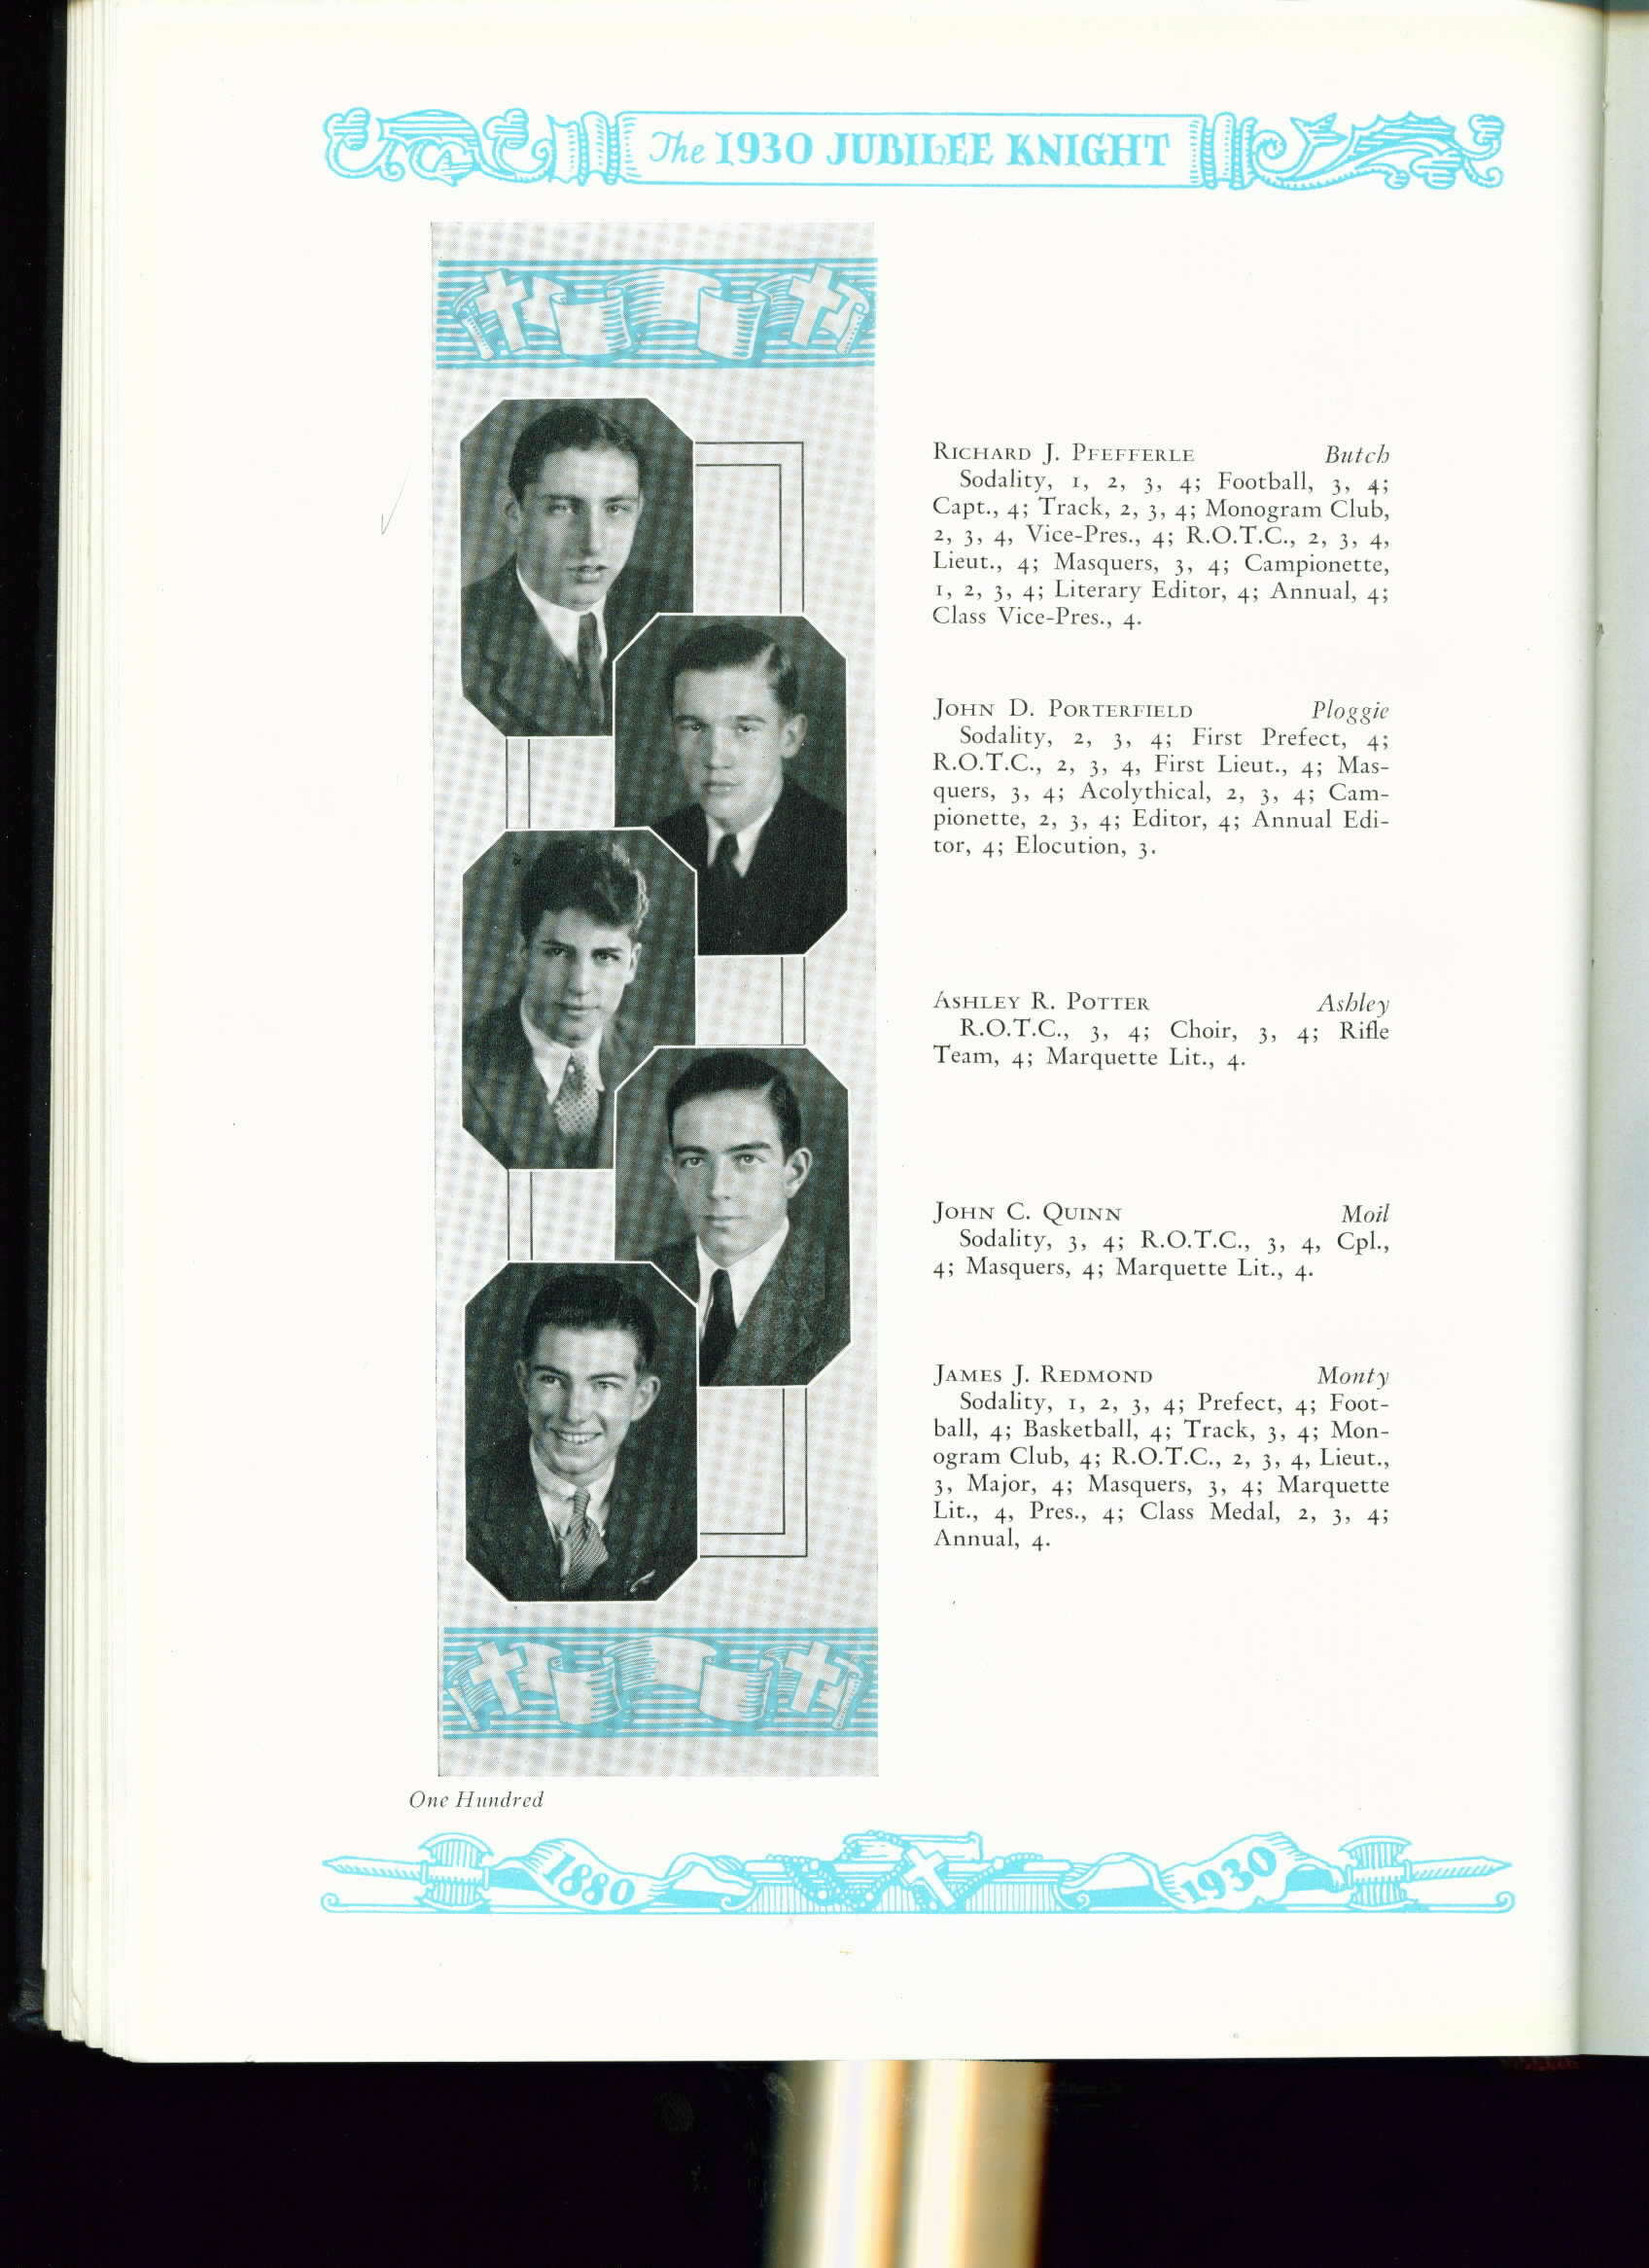 The 1930 JUBILEE KNIGHT
RICHARD J. PFEFFERLE Butch
Sodality, 1, 2, 3, 4; Football, 3, 4;
Capt., 4; Track, 2, 3, 4; Monogram Club,
2, 3, 4, Vice-Pres., 4; R.O.T.C., 2, 3, 4,
Lieut., 4; Masquers, 3, 4; Campionette,
1, 2, 3, 4; Literary Editor, 4; Annual, 4;
Class Vice-Pres., 4.
JOHN D. PORTERFIELD Ploggie
Sodality, 2, 3, 4; First Prefect, 4;
R.O.T.C., 2, 3, 4, First Lieut., 4; Mas-
quers, 3, 4; Acolythical, 2, 3, 4; Cam-
pionette, 2, 3, 4; Editor, 4; Annual Edi-
tor, 4; Elocution, 3.
ASHLEY R. POTTER Ashley
R.O.T.C., 3, 4; Choir, 3, 4; Rifle
Team, 4; Marquette Lit., 4.
JOHN C. QUINN Moil
Sodality, 3, 4; R.O.T.C., 3, 4, Cpl.,
4; Masquers, 4; Marquette Lit., 4.
JAMES J. REDMOND Monty
Sodality, 1, 2, 3, 4; Prefect, 4; Foot-
ball, 4; Basketball, 4; Track, 3, 4; Mon-
ogram Club, 4; R.O.T.C., 2, 3, 4, Lieut.,
3, Major, 4; Masquers, 3, 4; Marquette
Lit., 4, Pres., 4; Class Medal, 2, 3, 4;
Annual, 4.
One Hundred
1880 1930